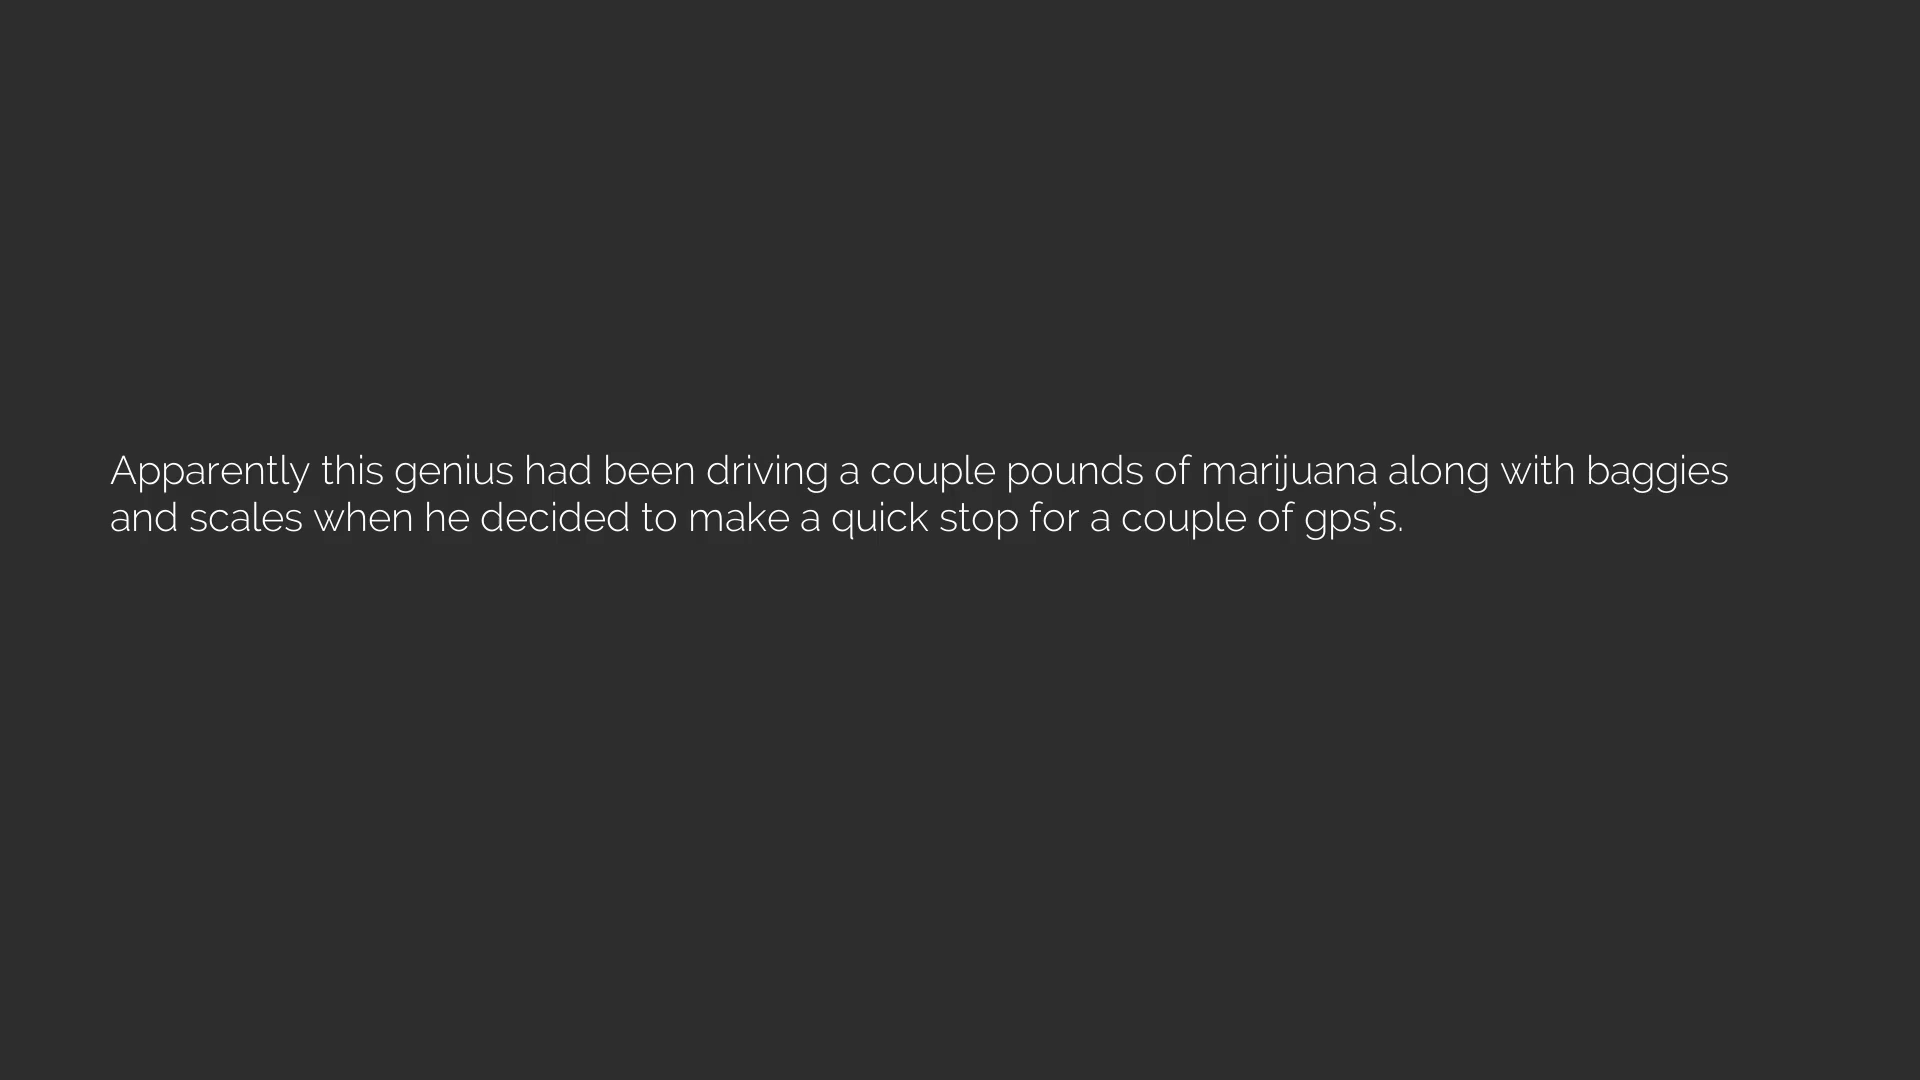 Apparently this genius had been driving a couple pounds of marijuana along with baggies
and scales when he decided to make a quick stop for a couple of gps's.